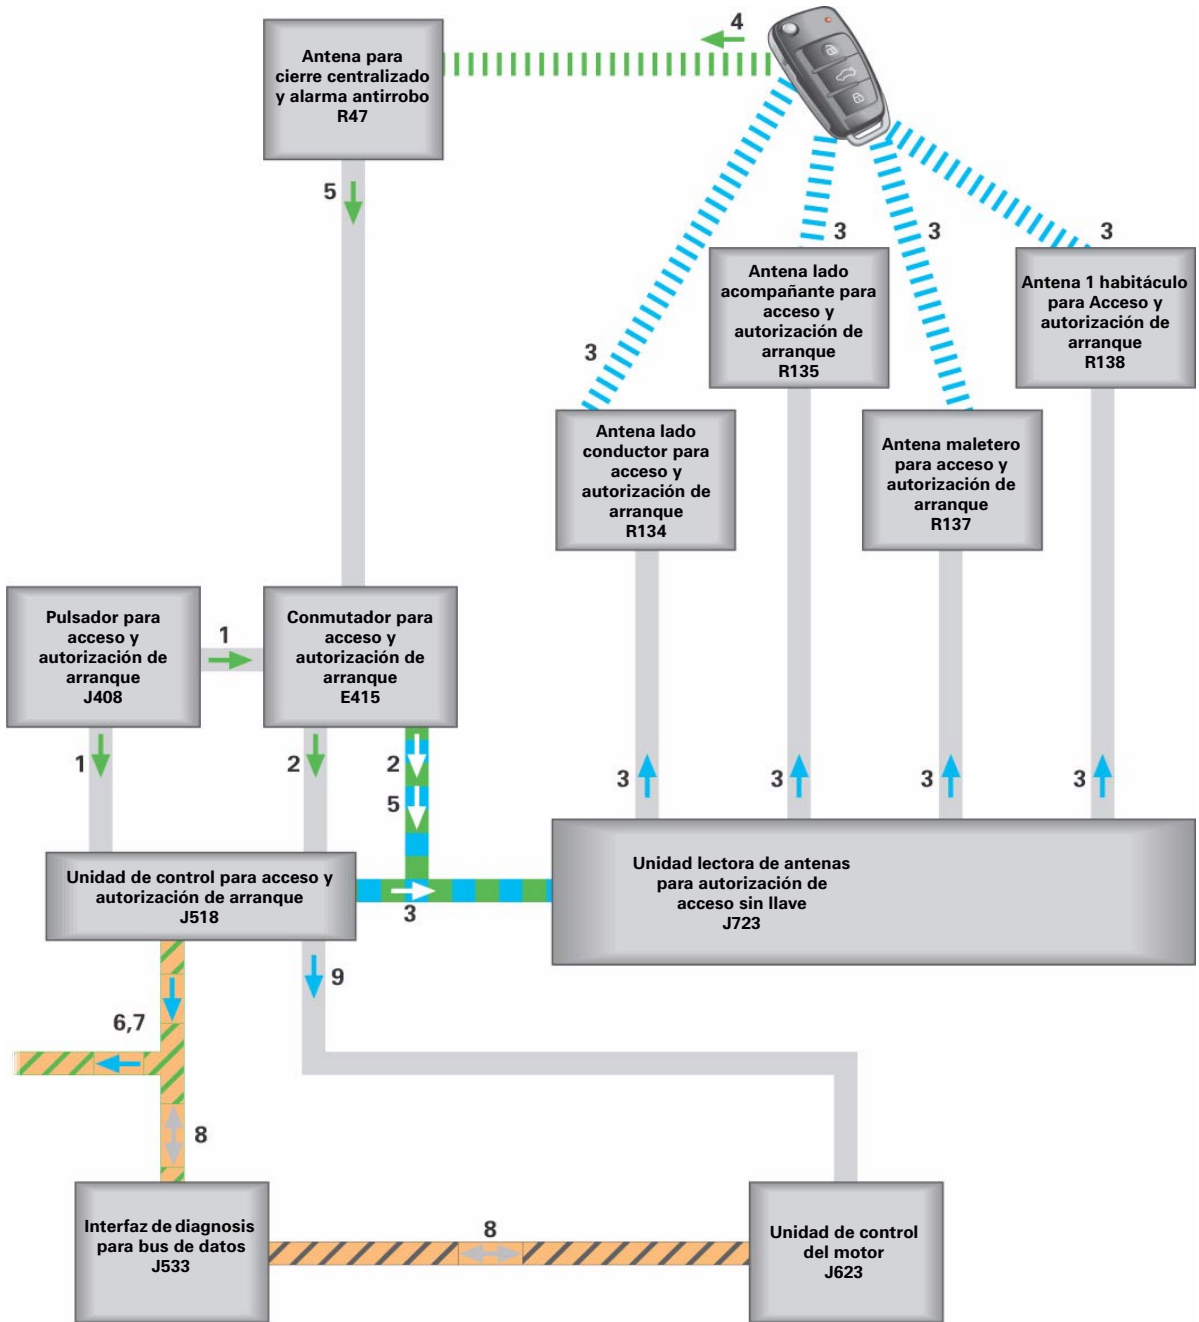 4
Antena para
cierre centralizado
y alarma antirrobo
R47
5
3
3
3
3
Antena lado
acompañante para
acceso y
autorización de
arranque
R135
Antena 1 habitáculo
para Acceso y
autorización de
arranque
R138
Antena lado
conductor para
acceso y
autorización de
arranque
R134
Antena maletero
para acceso y
autorización de
arranque
R137
Pulsador para
acceso y
autorización de
arranque
J408
1
Conmutador para
acceso y
autorización de
arranque
E415
1
2
2
5
3
3
3
3
Unidad de control para acceso y
autorización de arranque
J518
3
Unidad lectora de antenas
para autorización de
acceso sin llave
J723
9
6,7
8
Interfaz de diagnosis
para bus de datos
J533
8
Unidad de control
del motor
J623